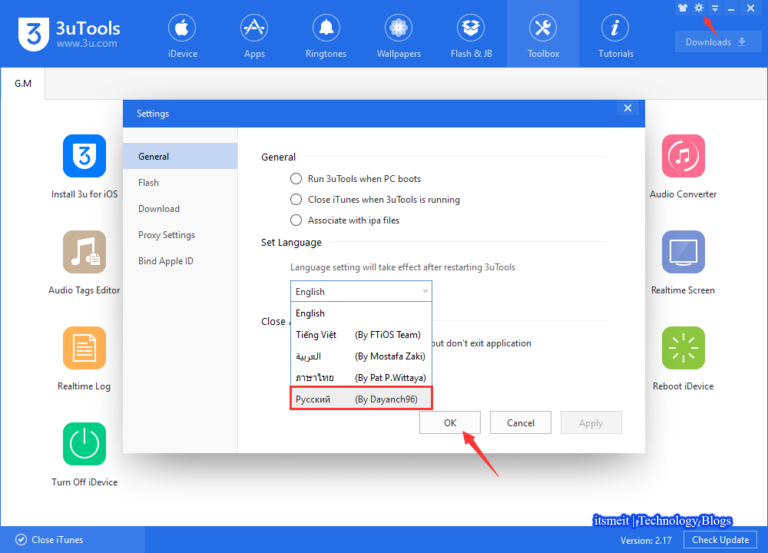 3uTools
www.3u.com
iDevice
Apps
Ringtones
Wallpapers
Flash & JB
Toolbox
Tutorials
Downloads
G.M
Settings
General
Flash
Download
Proxy Settings
Bind Apple ID
General
Run 3uTools when PC boots
Close iTunes when 3uTools is running
Associate with ipa files
Set Language
Language setting will take effect after restarting 3uTools
English
English
Tiếng Việt (By FTiOS Team)
العربية (By Mostafa Zaki)
ภาษาไทย (By Pat P.Wittaya)
Русский (By Dayanch96)
Close
but don't exit application
OK
Cancel
Apply
Install 3u for iOS
Audio Converter
Audio Tags Editor
Realtime Screen
Realtime Log
Reboot iDevice
Turn Off iDevice
itsmeit | Technology Blogs
Close iTunes
Version: 2.17
Check Update